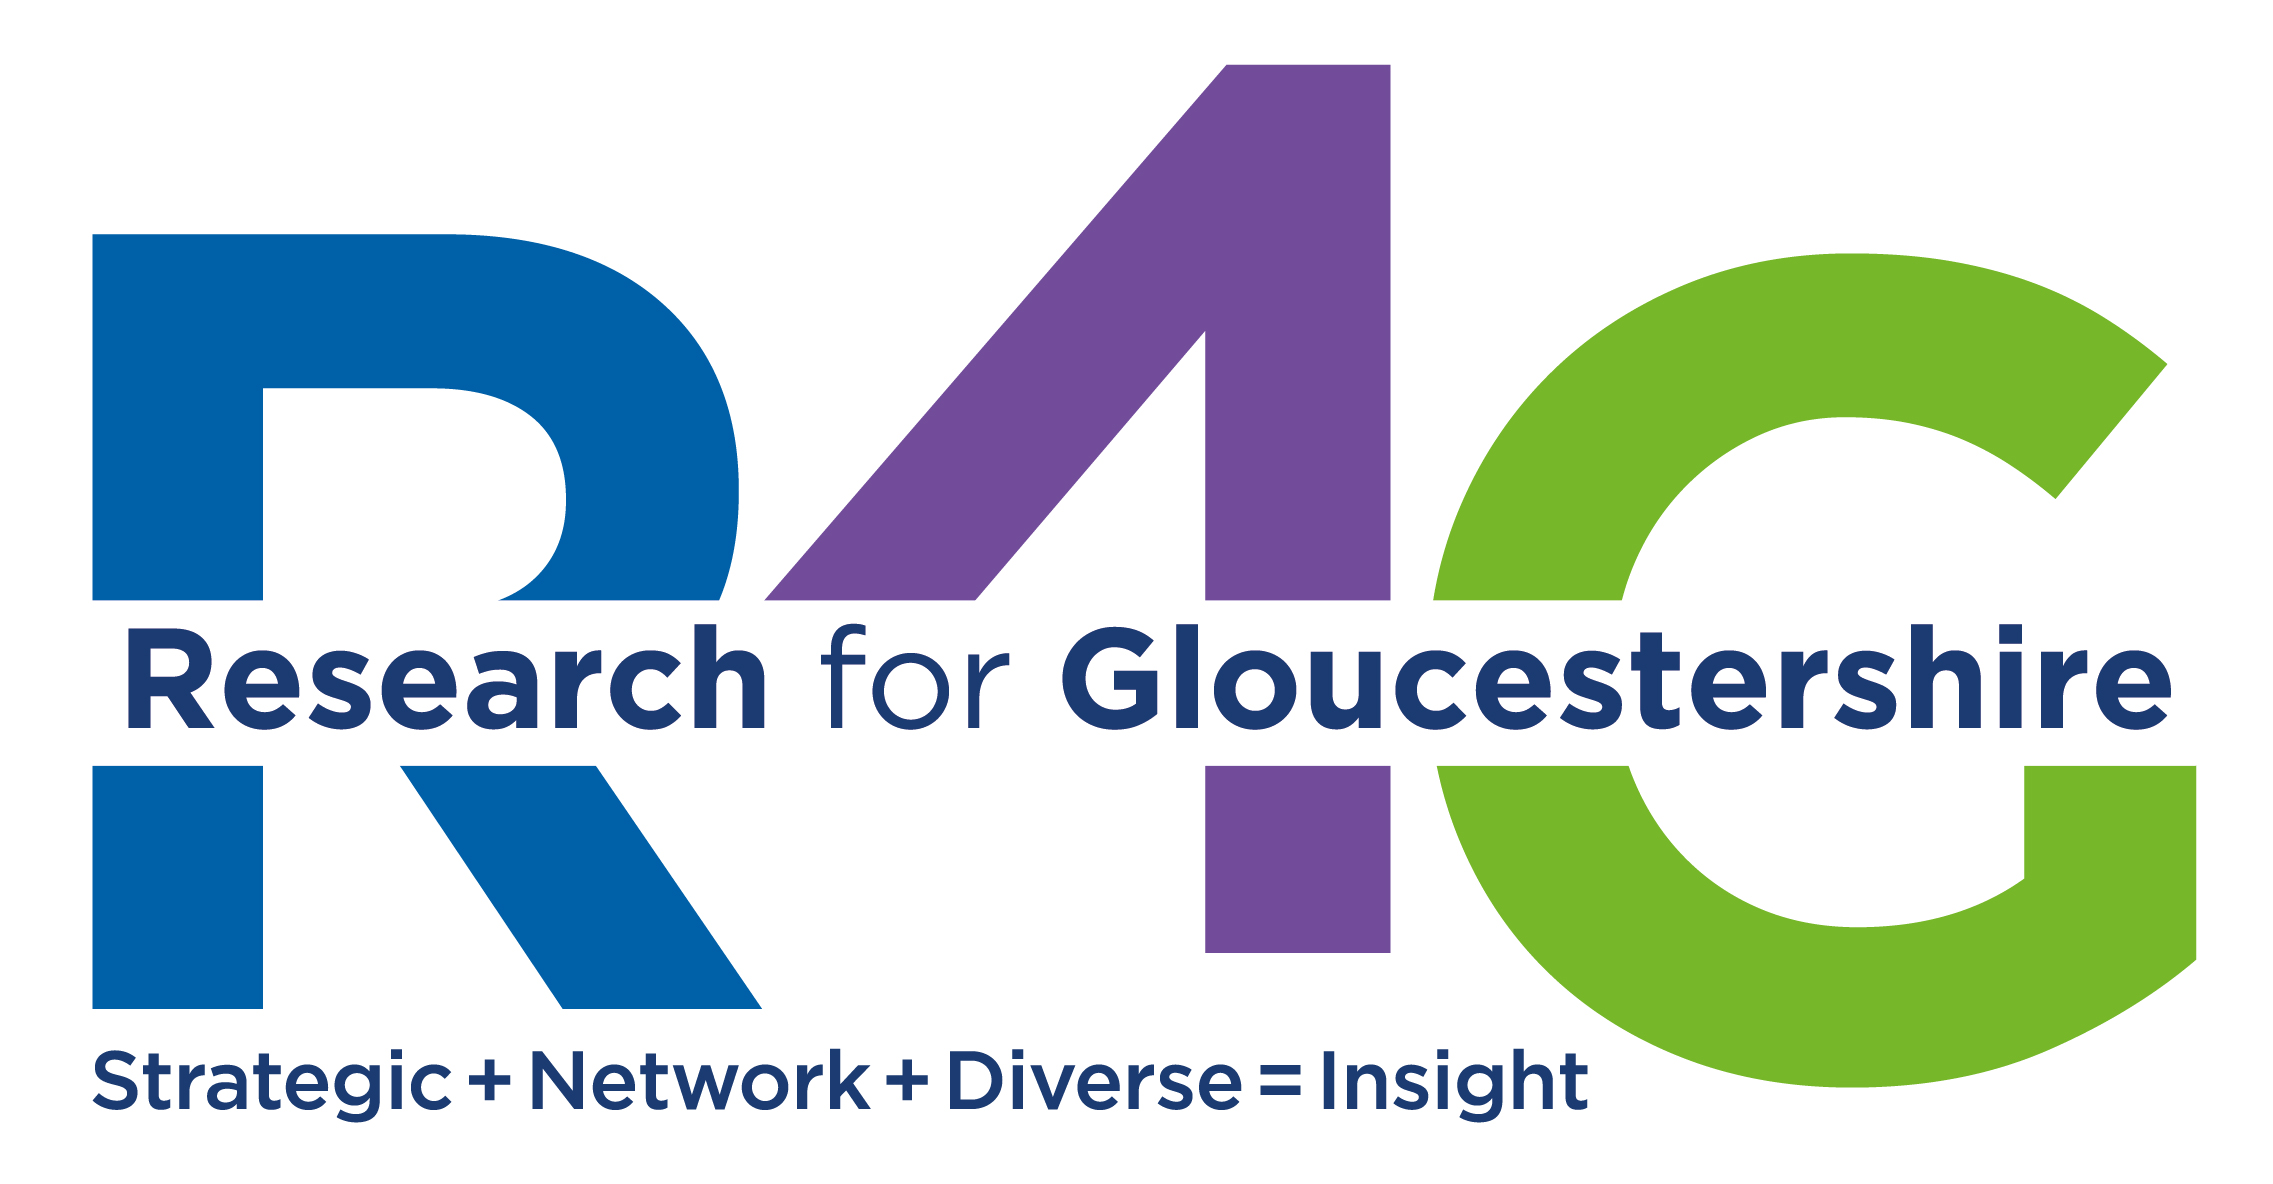 R4G
Research for Gloucestershire
Strategic + Network + Diverse = Insight